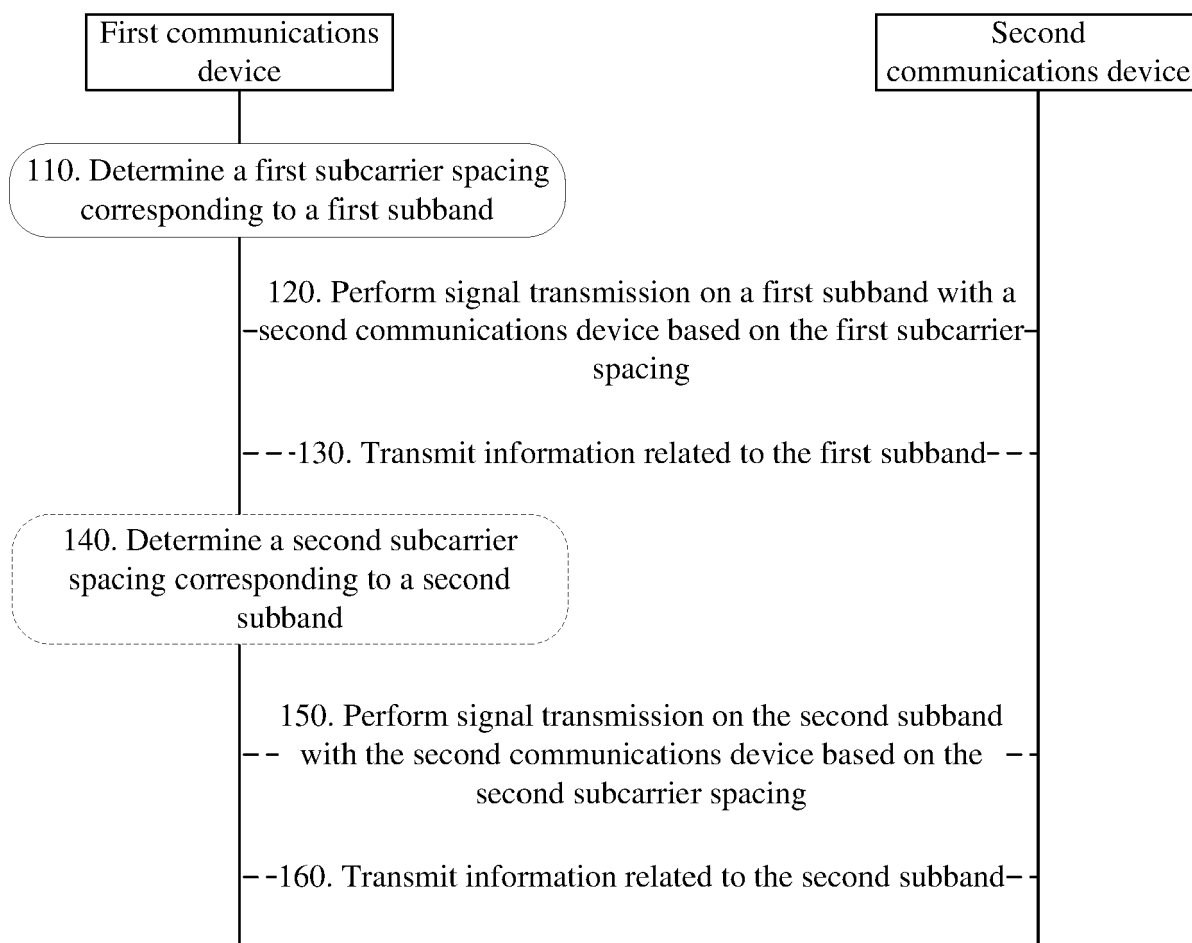 First communications
device
Second
communications device
110. Determine a first subcarrier spacing
corresponding to a first subband
120. Perform signal transmission on a first subband with a
second communications device based on the first subcarrier
spacing
130. Transmit information related to the first subband
140. Determine a second subcarrier
spacing corresponding to a second
subband
150. Perform signal transmission on the second subband
with the second communications device based on the
second subcarrier spacing
160. Transmit information related to the second subband